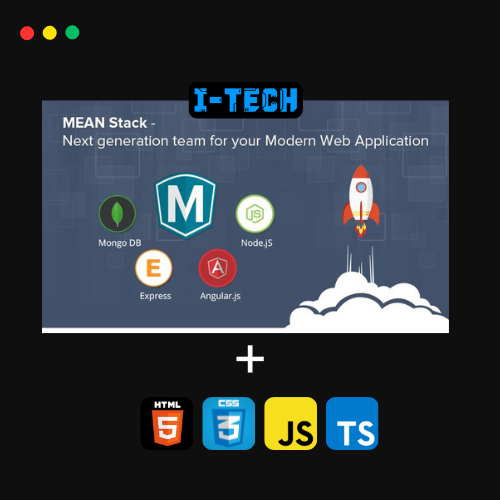 I-TECH
MEAN Stack -
Next generation team for your Modern Web Application
M
JS
Mongo DB
Node.jS
E
A
Express
Angular.js
+
HTML
5
CSS
3
JS
TS